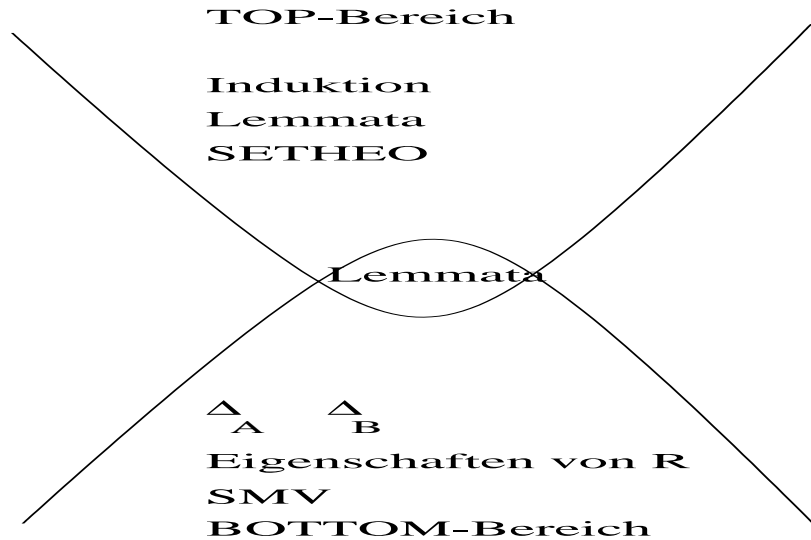 TOP-Bereich
Induktion
Lemmata
SETHEO
Lemmata
Δ_A Δ_B
Eigenschaften von R
SMV
BOTTOM-Bereich